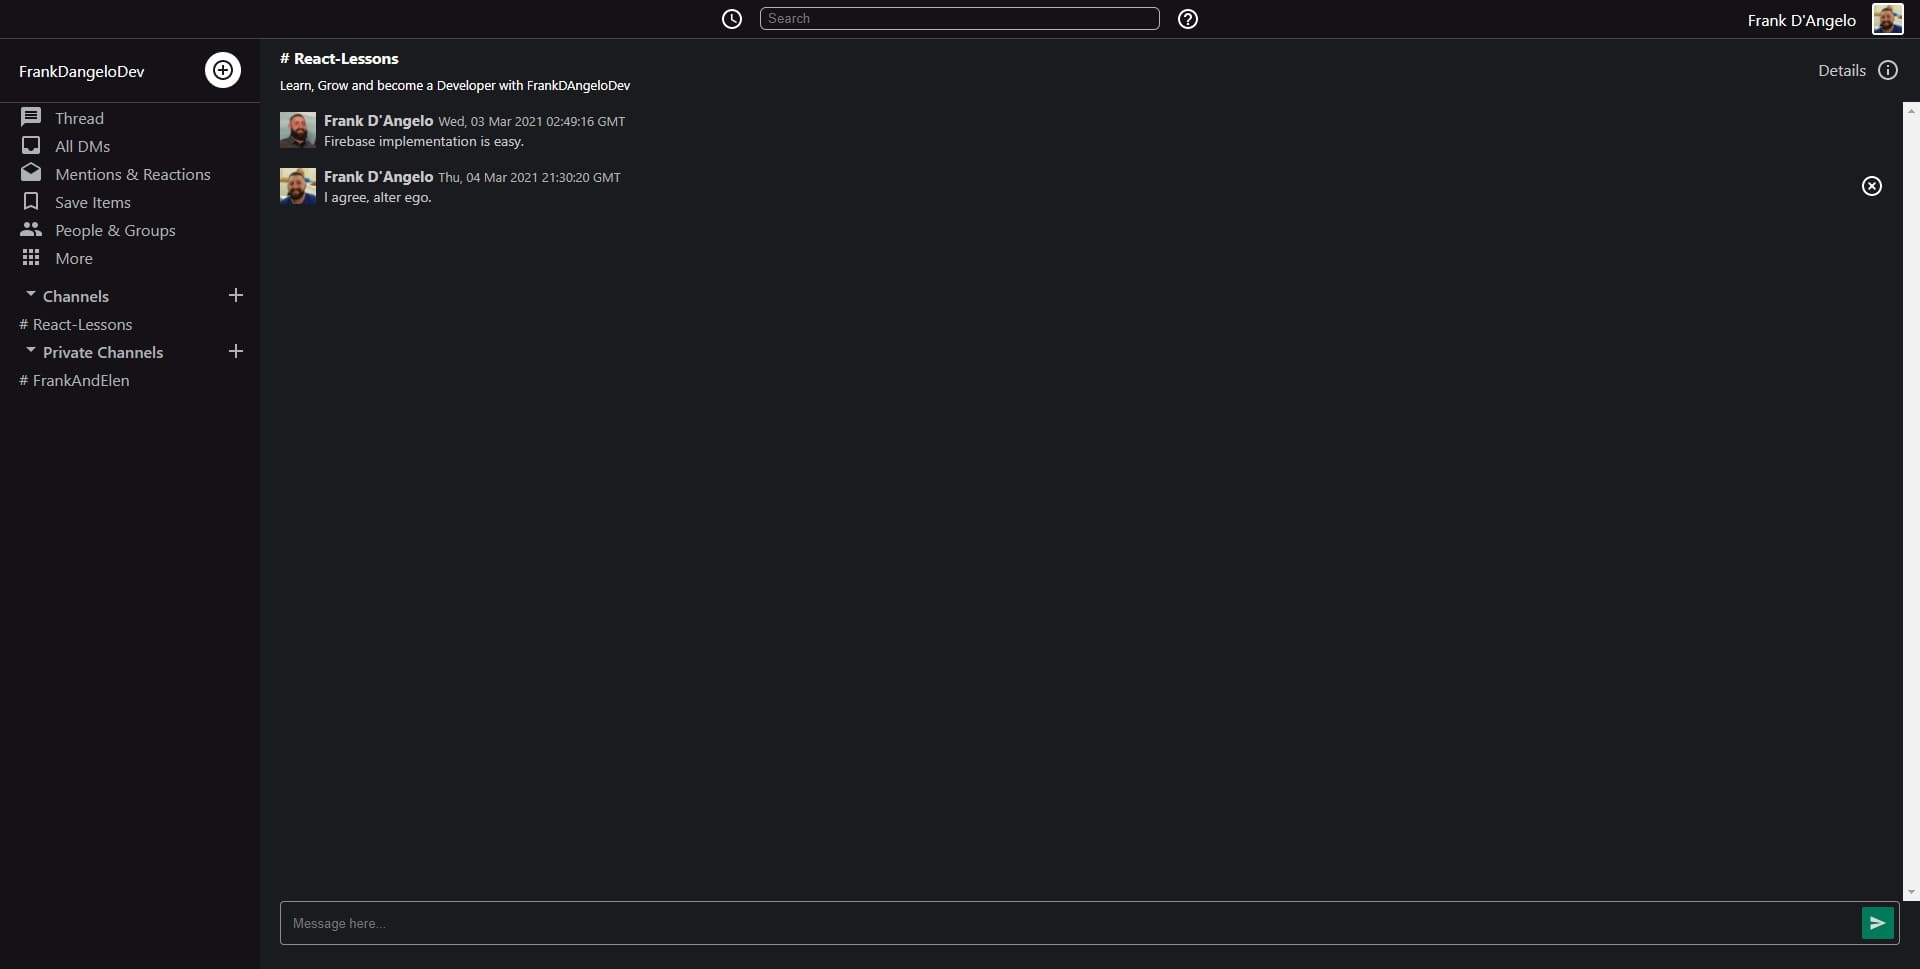 Search
Frank D'Angelo
FrankDangeloDev
Thread
All DMs
Mentions & Reactions
Save Items
People & Groups
More
Channels
# React-Lessons
Private Channels
# FrankAndElen
# React-Lessons
Learn, Grow and become a Developer with FrankDAngeloDev
Details
Frank D'Angelo Wed, 03 Mar 2021 02:49:16 GMT
Firebase implementation is easy.
Frank D'Angelo Thu, 04 Mar 2021 21:30:20 GMT
I agree, alter ego.
Message here...